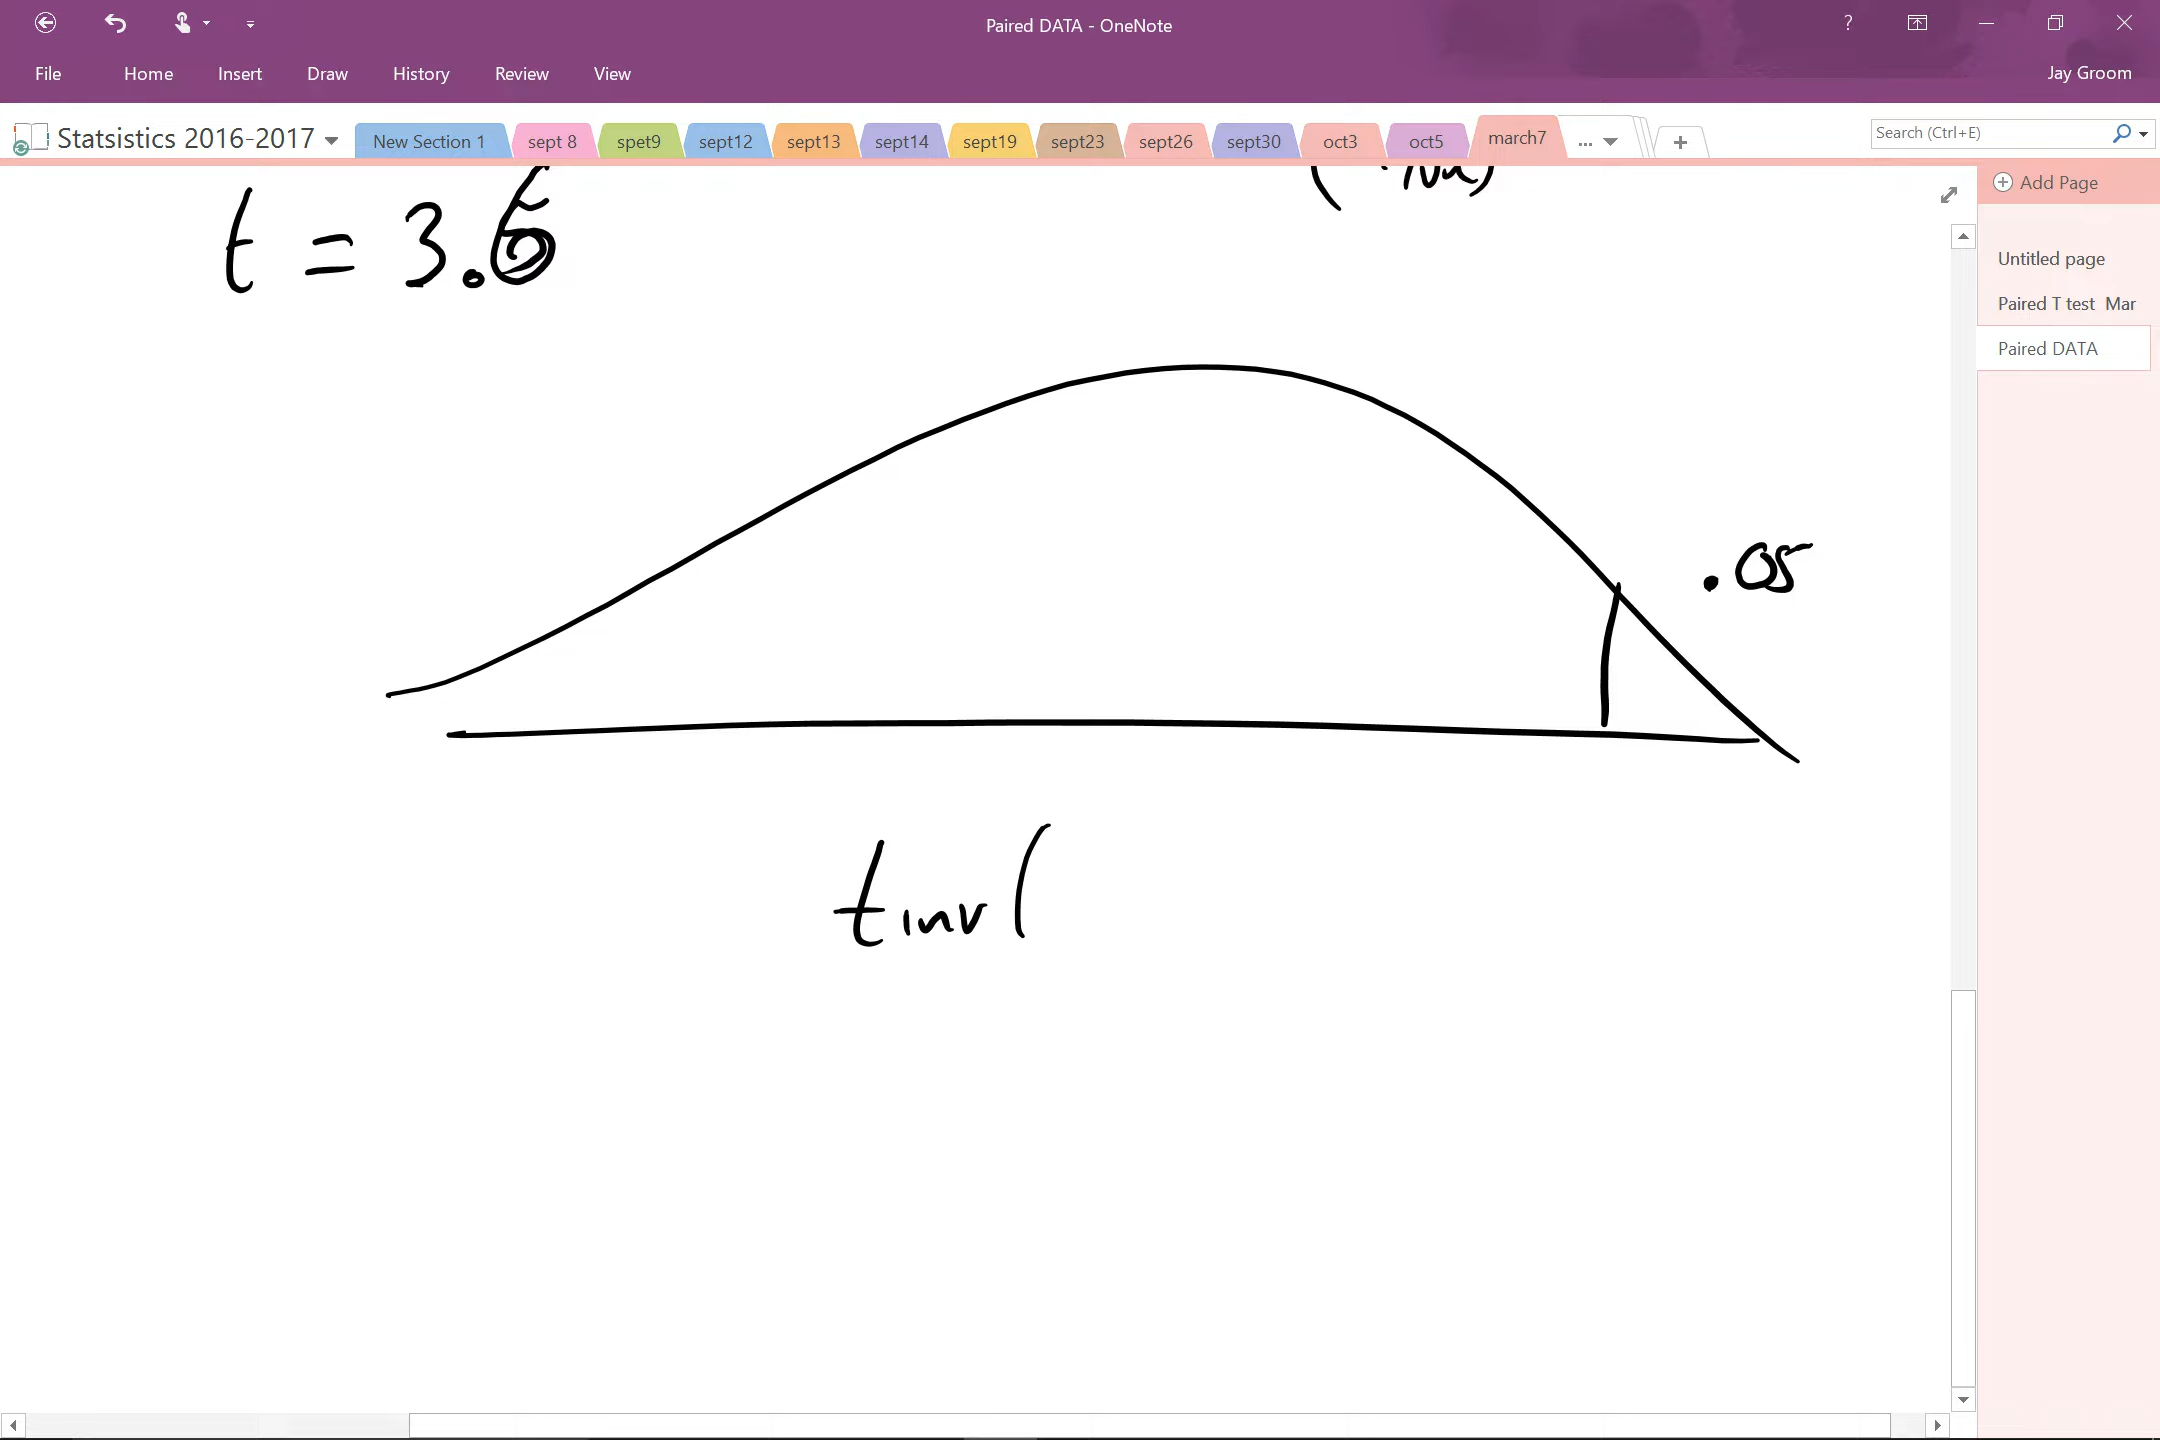 Paired DATA - OneNote
?
File Home Insert Draw History Review View Jay Groom
Statsistics 2016-2017 New Section 1 sept 8 spet9 sept12 sept13 sept14 sept19 sept23 sept26 sept30 oct3 oct5 march7 ... + Search (Ctrl+E)
Add Page
Untitled page
Paired T test Mar
Paired DATA
t = 3.6
.05
tinv(